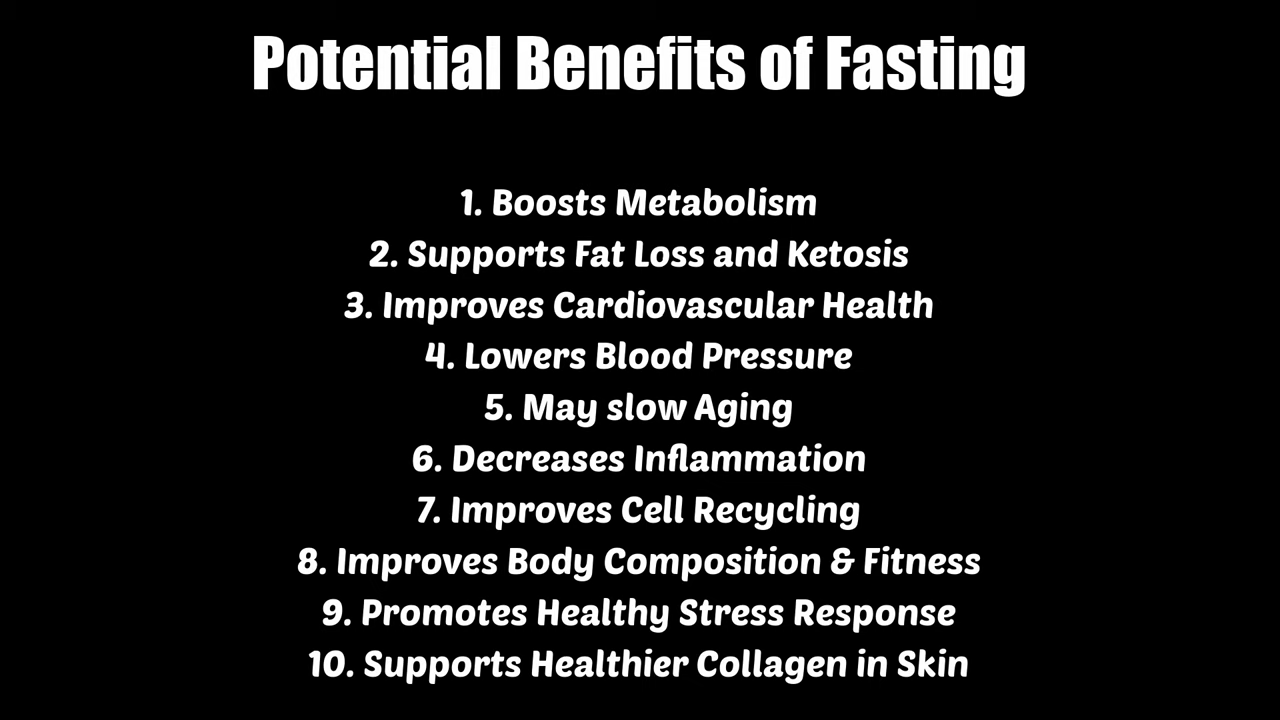 Potential Benefits of Fasting
1. Boosts Metabolism
2. Supports Fat Loss and Ketosis
3. Improves Cardiovascular Health
4. Lowers Blood Pressure
5. May slow Aging
6. Decreases Inflammation
7. Improves Cell Recycling
8. Improves Body Composition & Fitness
9. Promotes Healthy Stress Response
10. Supports Healthier Collagen in Skin